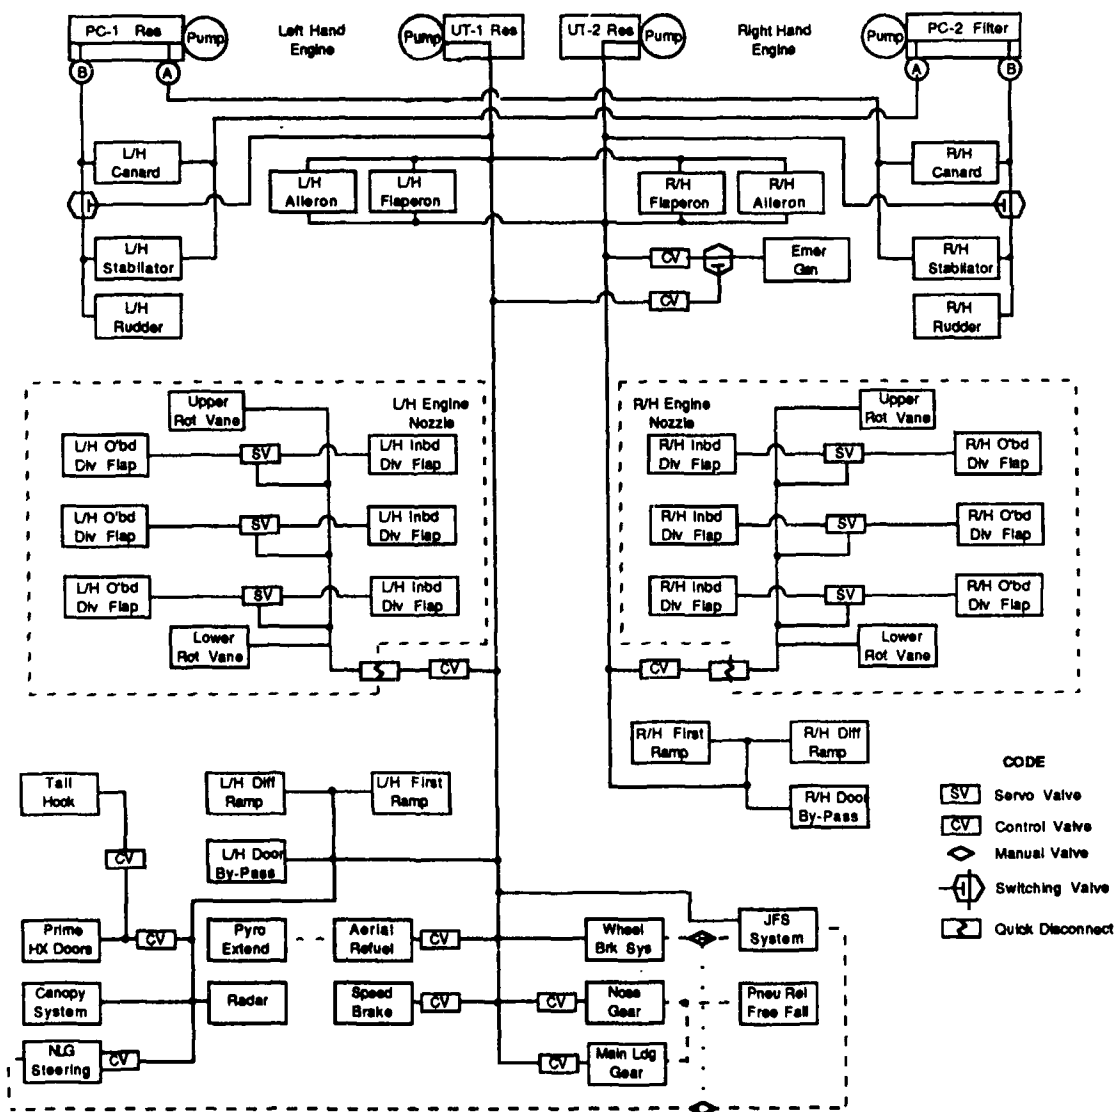 PC-1 Res
Pump
Left Hand
Engine
Pump
UT-1 Res
UT-2 Res
Pump
Right Hand
Engine
Pump
PC-2 Filter
B
A
A
B
L/H
Canard
L/H
Aileron
L/H
Flaperon
R/H
Flaperon
R/H
Aileron
R/H
Canard
L/H
Stabilator
CV
Emer
Gen
R/H
Stabilator
CV
L/H
Rudder
R/H
Rudder
Upper
Rot Vane
L/H Engine
Nozzle
R/H Engine
Nozzle
Upper
Rot Vane
L/H O'bd
Div Flap
SV
L/H Inbd
Div Flap
R/H Inbd
Div Flap
SV
R/H O'bd
Div Flap
L/H O'bd
Div Flap
SV
L/H Inbd
Div Flap
R/H Inbd
Div Flap
SV
R/H O'bd
Div Flap
L/H O'bd
Div Flap
SV
L/H Inbd
Div Flap
R/H Inbd
Div Flap
SV
R/H O'bd
Div Flap
Lower
Rot Vane
CV
CV
Lower
Rot Vane
R/H First
Ramp
R/H Diff
Ramp
R/H Door
By-Pass
Tail
Hook
L/H Diff
Ramp
L/H First
Ramp
CV
L/H Door
By-Pass
Prime
HX Doors
CV
Pyro
Extend
Aerial
Refuel
CV
Wheel
Brk Sys
JFS
System
Canopy
System
Radar
Speed
Brake
CV
CV
Nose
Gear
Pneu Rel
Free Fall
NLG
Steering
CV
CV
Main Ldg
Gear
CODE
SV Servo Valve
CV Control Valve
Manual Valve
Switching Valve
Quick Disconnect